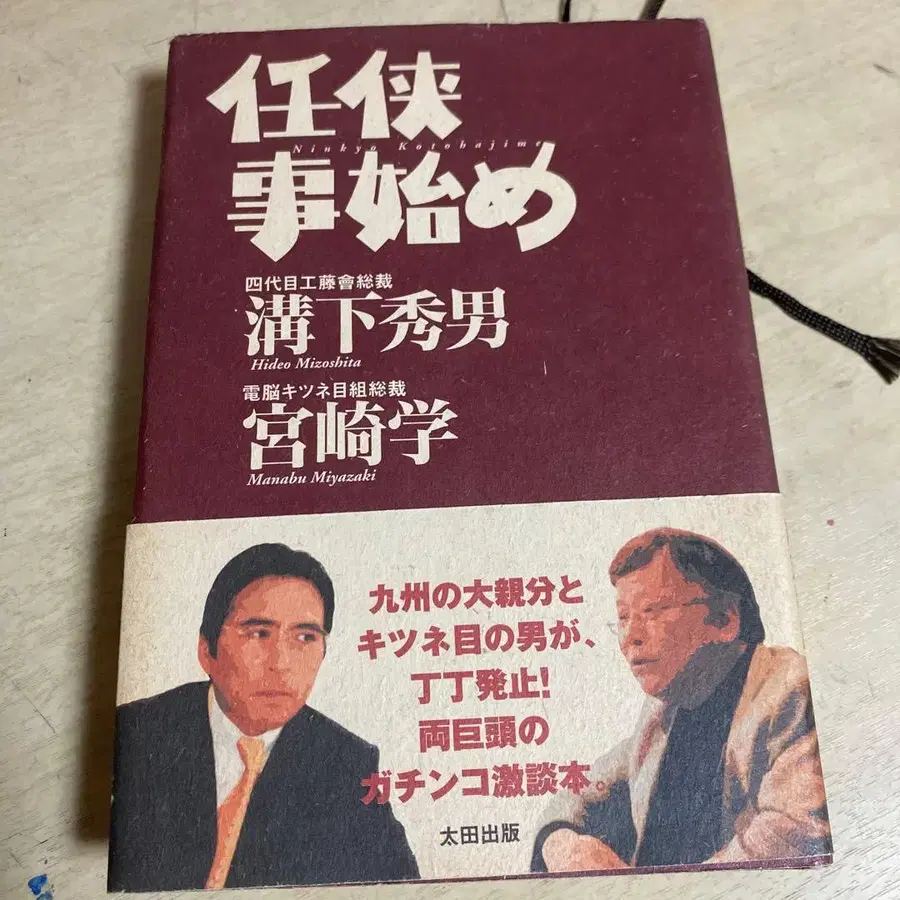 任侠
Ninkyo Kotohajime
事始め
四代目工藤會総裁
溝下秀男
Hideo Mizoshita
電脳キツネ目組総裁
宮崎学
Manabu Miyazaki
九州の大親分と
キツネ目の男が、
丁丁発止!
両巨頭の
ガチンコ激談本。
太田出版